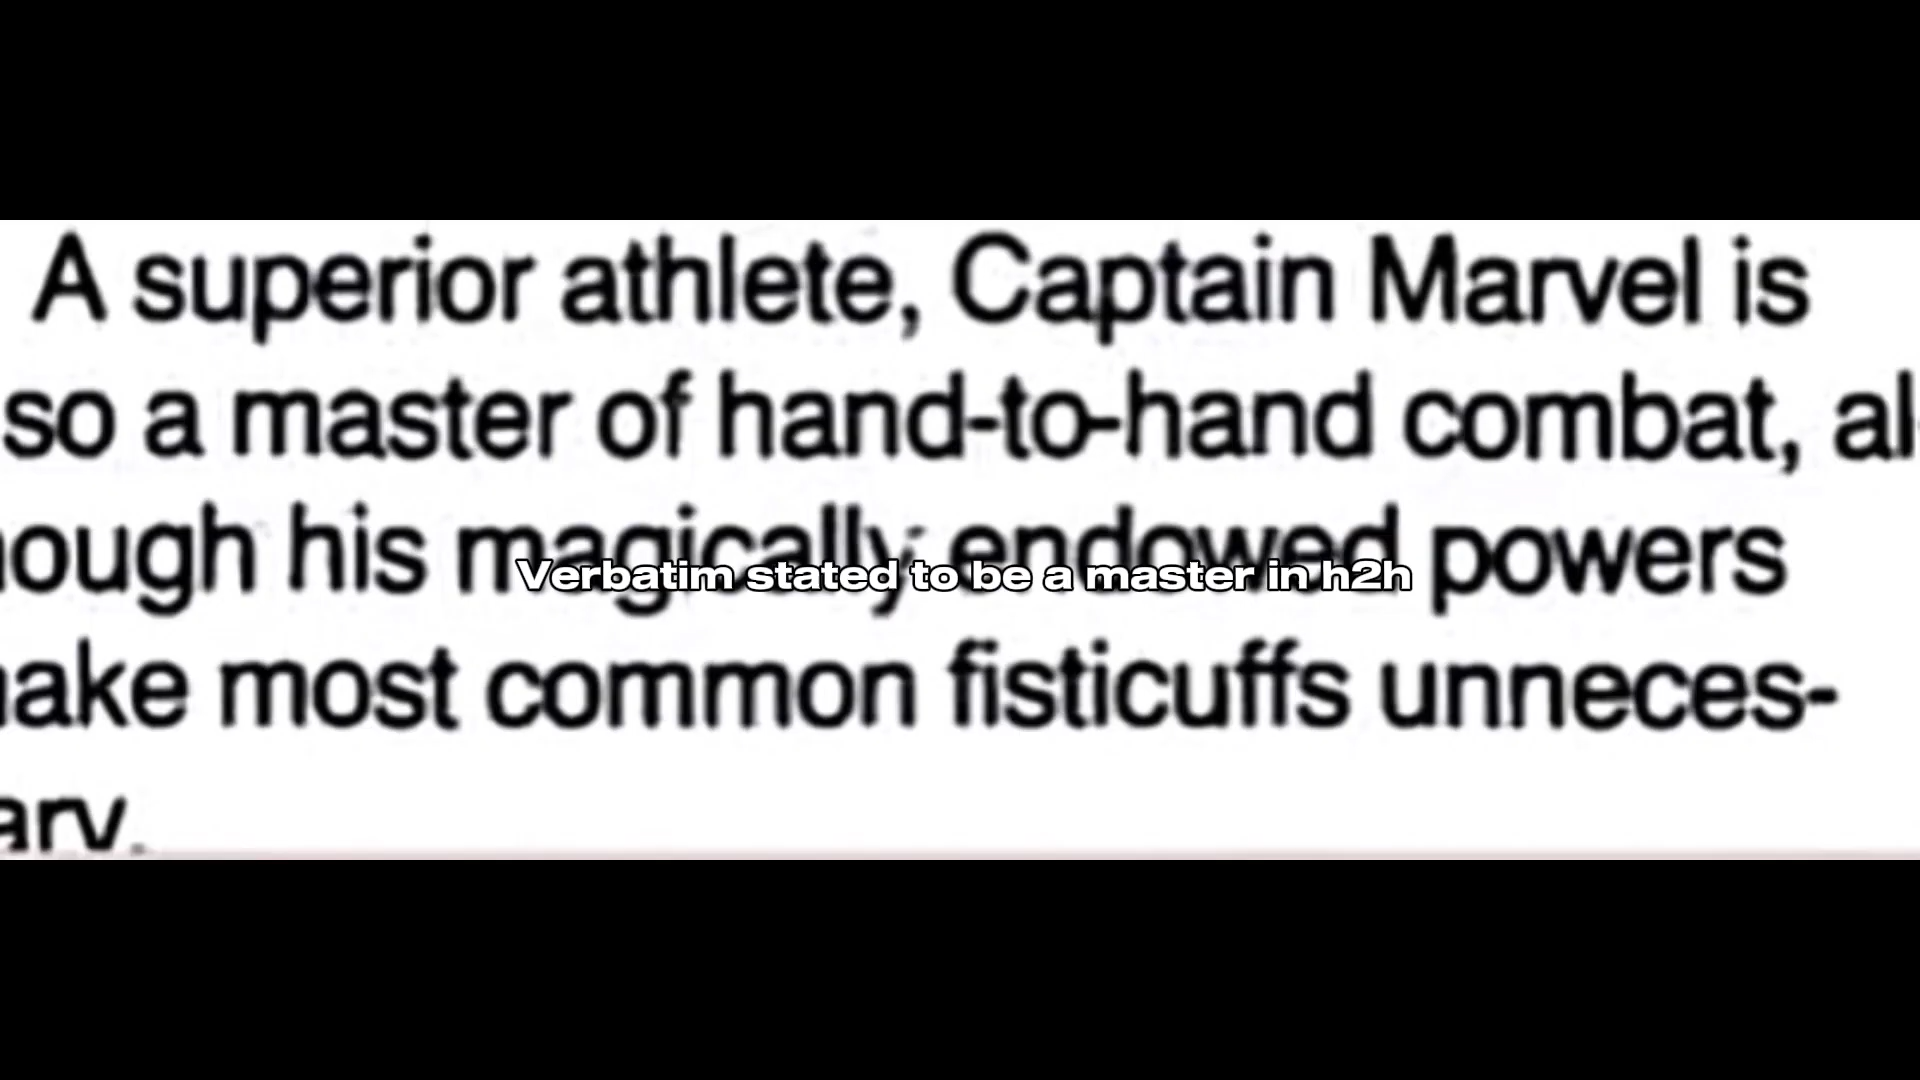 A superior athlete, Captain Marvel is
so a master of hand-to-hand combat, al-
ough his magically endowed powers
ake most common fisticuffs unneces-
ary.
Verbatim stated to be a master in h2h